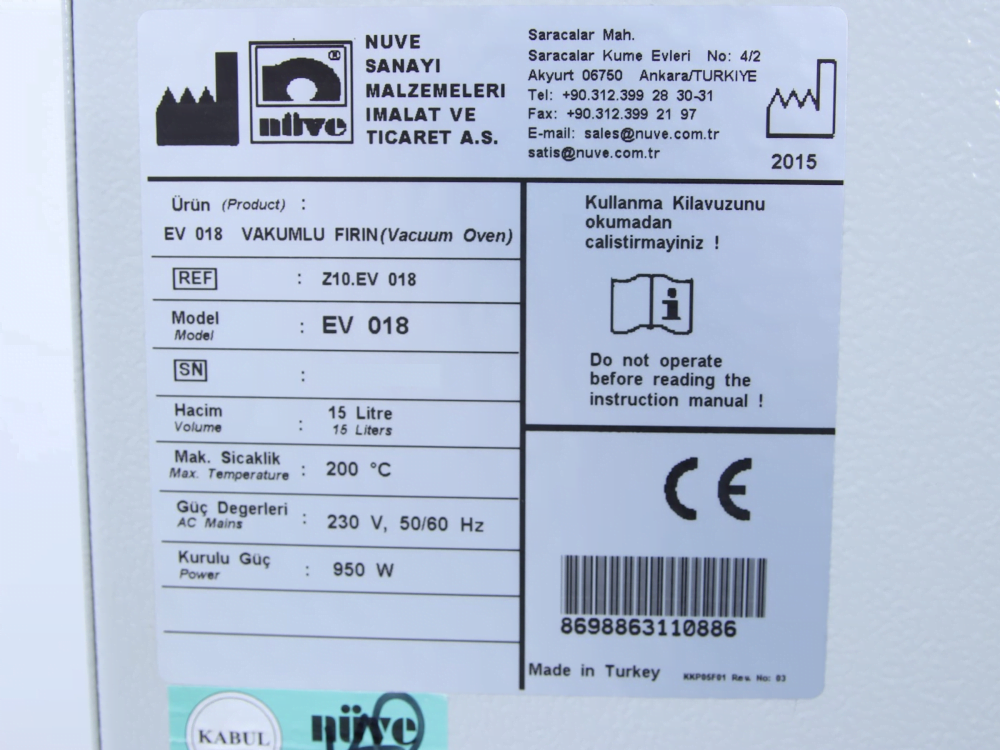 nüve
NUVE
SANAYI
MALZEMELERI
IMALAT VE
TICARET A.S.
Saracalar Mah.
Saracalar Kume Evleri No: 4/2
Akyurt 06750 Ankara/TURKIYE
Tel: +90.312.399 28 30-31
Fax: +90.312.399 21 97
E-mail: sales@nuve.com.tr
satis@nuve.com.tr
2015
Ürün (Product) :
EV 018 VAKUMLU FIRIN(Vacuum Oven)
REF : Z10.EV 018
Model
Model : EV 018
SN :
Hacim : 15 Litre
Volume 15 Liters
Mak. Sicaklik
Max. Temperature : 200 °C
Güç Degerleri
AC Mains : 230 V, 50/60 Hz
Kurulu Güç
Power : 950 W
Kullanma Kilavuzunu
okumadan
calistirmayiniz !
Do not operate
before reading the
instruction manual !
CE
8698863110886
Made in Turkey KKP05F01 Rev. No: 03
KABUL
nüve